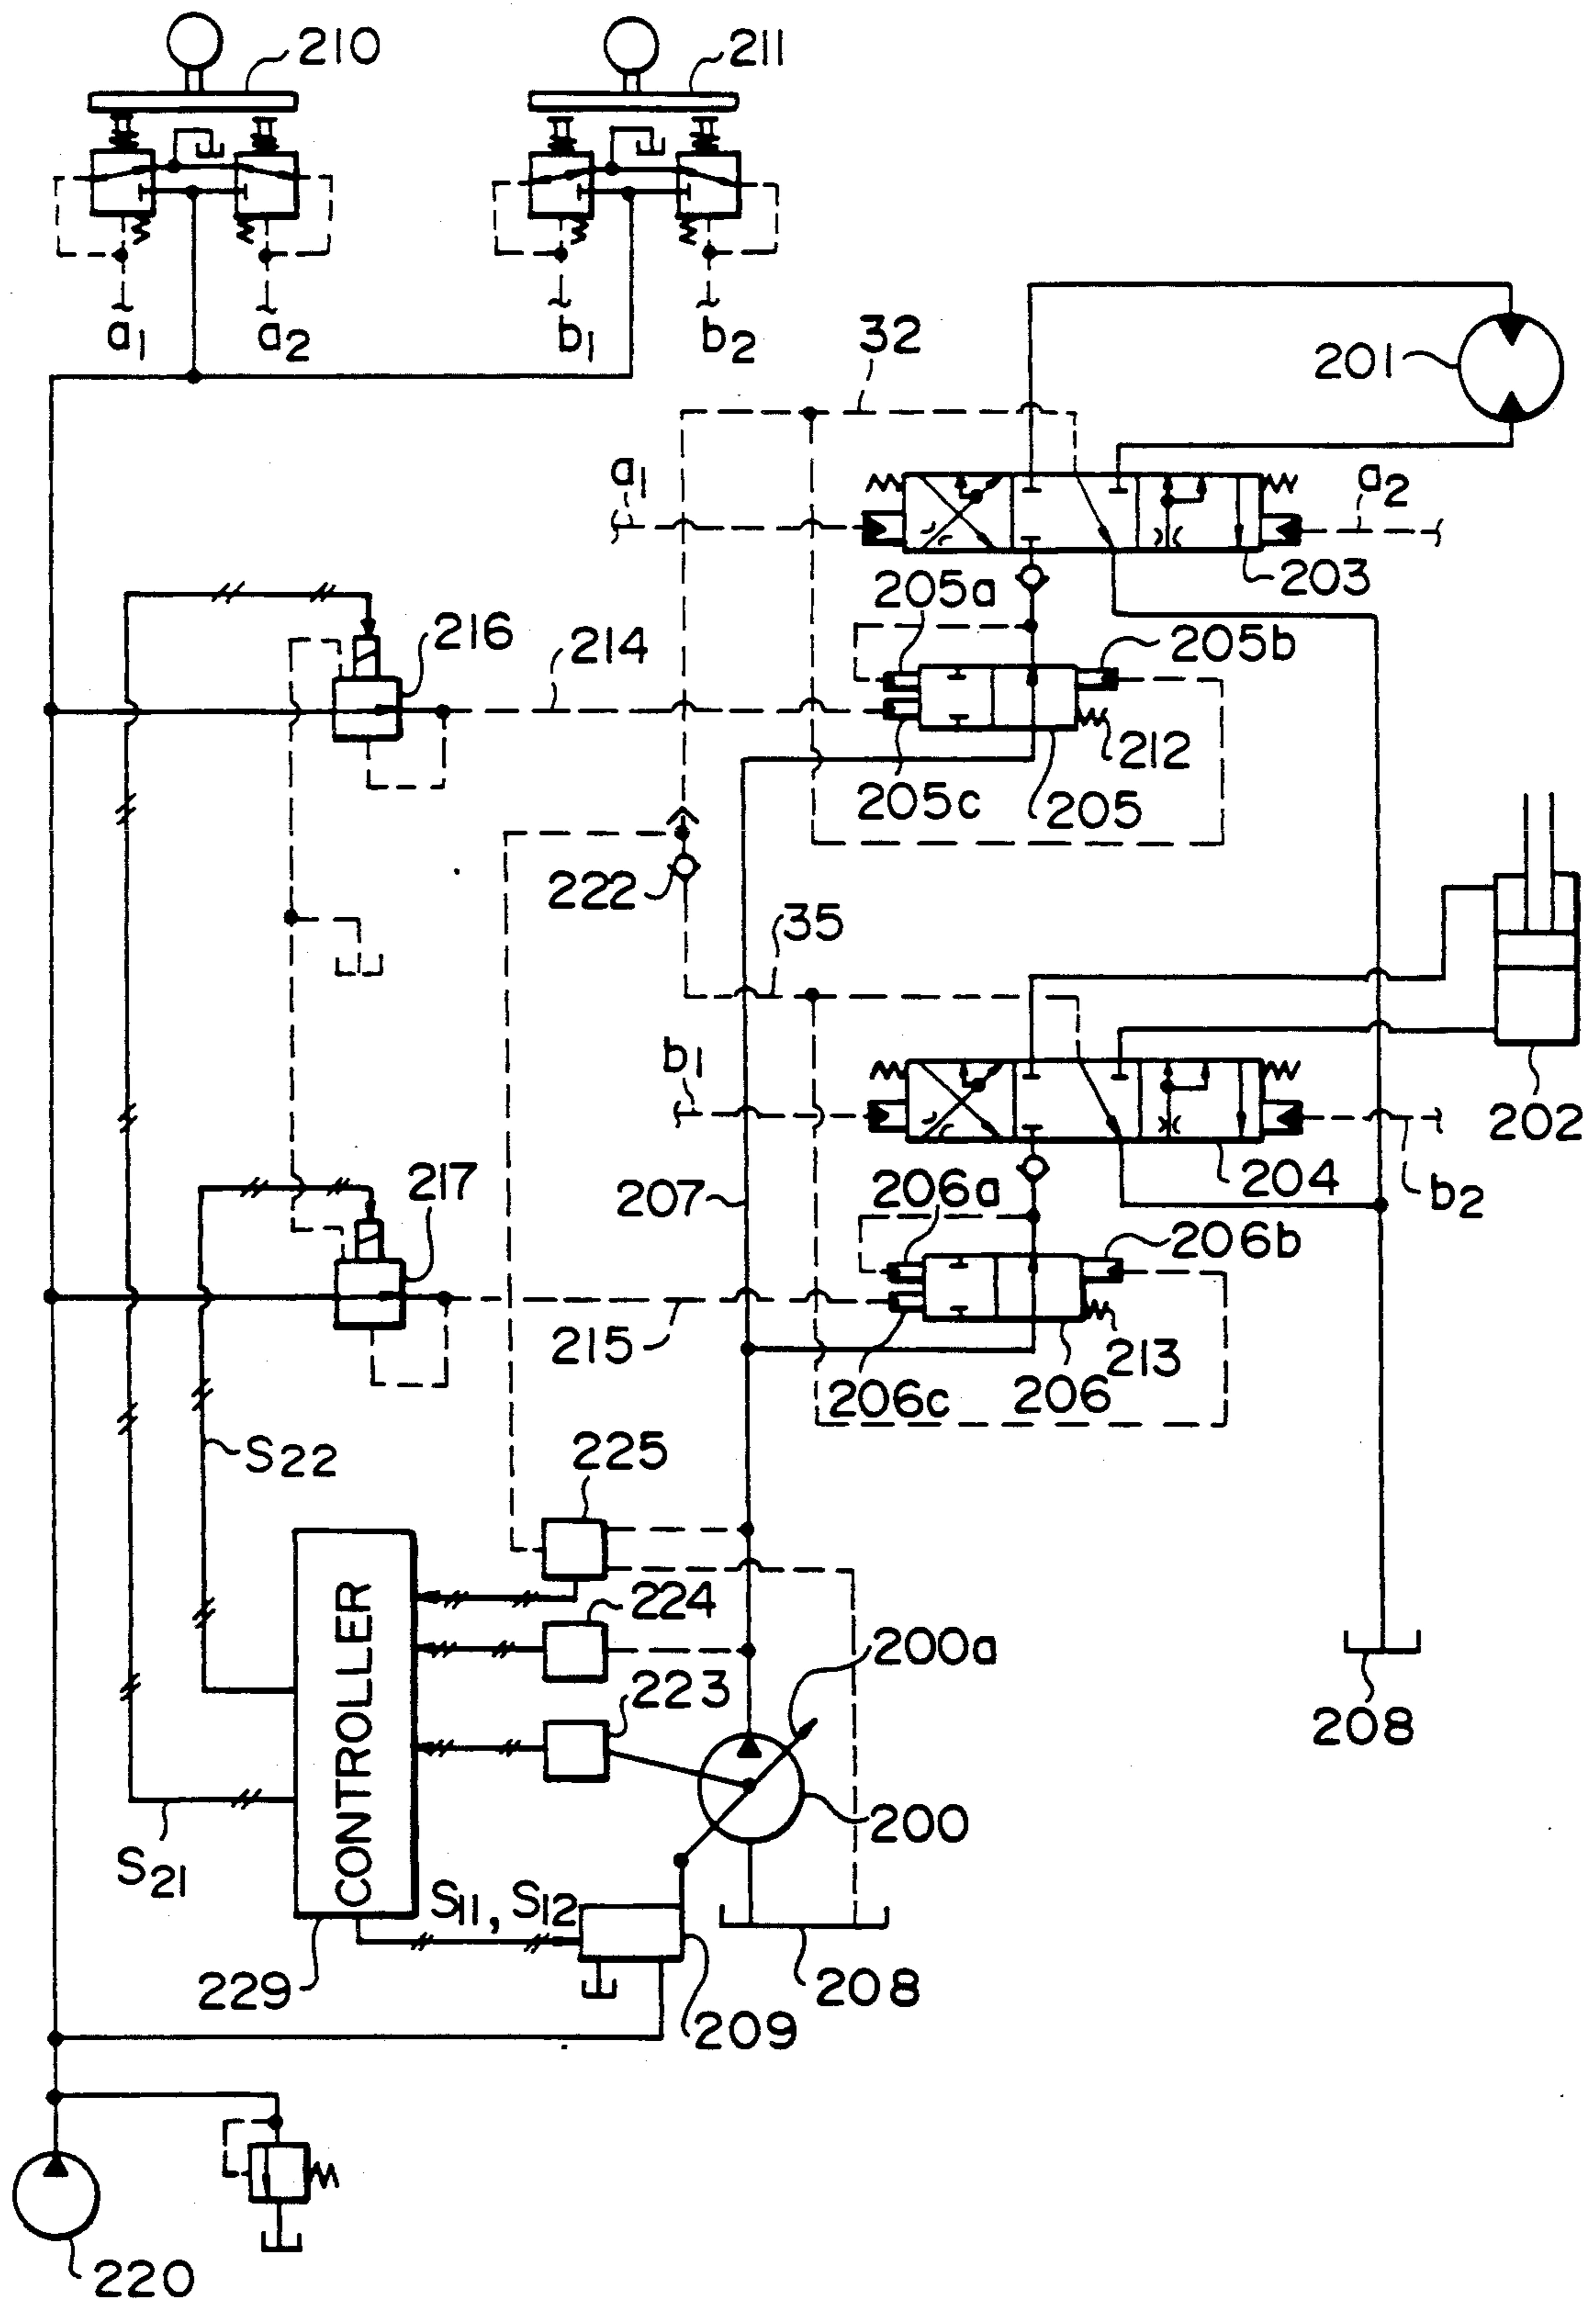 210
211
a1
a2
b1
b2
32
201
a1
a2
203
205a
216
214
205b
212
205c
205
222
35
b1
202
217
207
206a
204
b2
206b
215
213
206c
206
S22
225
224
200a
223
CONTROLLER
208
200
S21
S11, S12
229
208
209
220